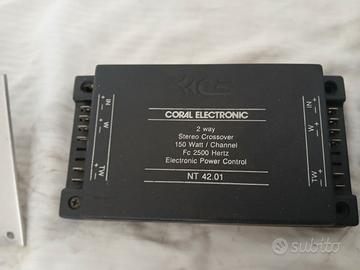 CORAL ELECTRONIC
2 way
Stereo Crossover
150 Watt / Channel
Fc 2500 Hertz
Electronic Power Control
NT 42.01
IN
- +
W
- +
TW
- +
IN
- +
W
- +
TW
- +
subito